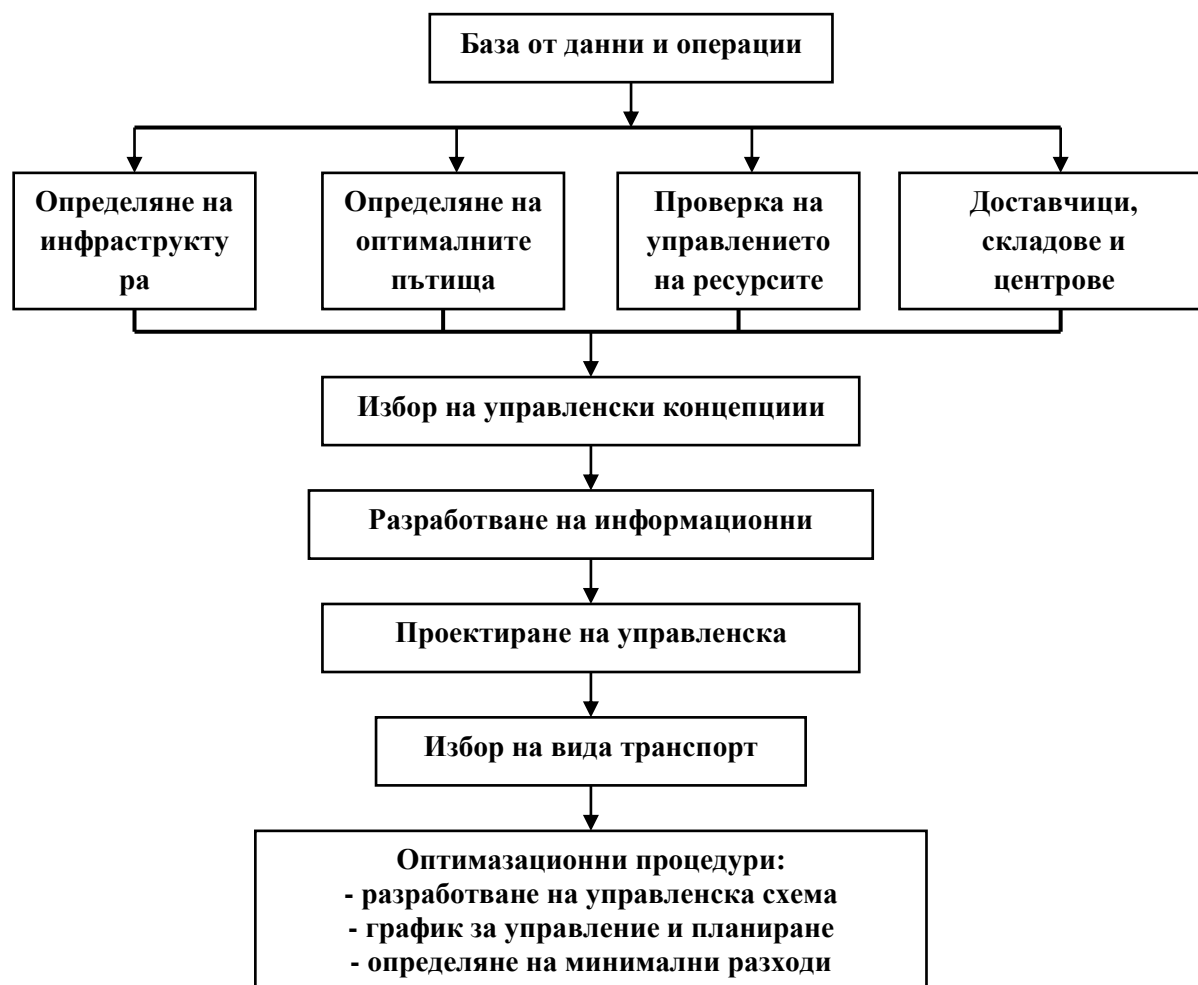 База от данни и операции
Определяне на
инфраструкту
ра
Определяне на
оптималните
пътища
Проверка на
управлението
на ресурсите
Доставчици,
складове и
центрове
Избор на управленски концепциии
Разработване на информационни
Проектиране на управленска
Избор на вида транспорт
Оптимазационни процедури:
- разработване на управленска схема
- график за управление и планиране
- определяне на минимални разходи